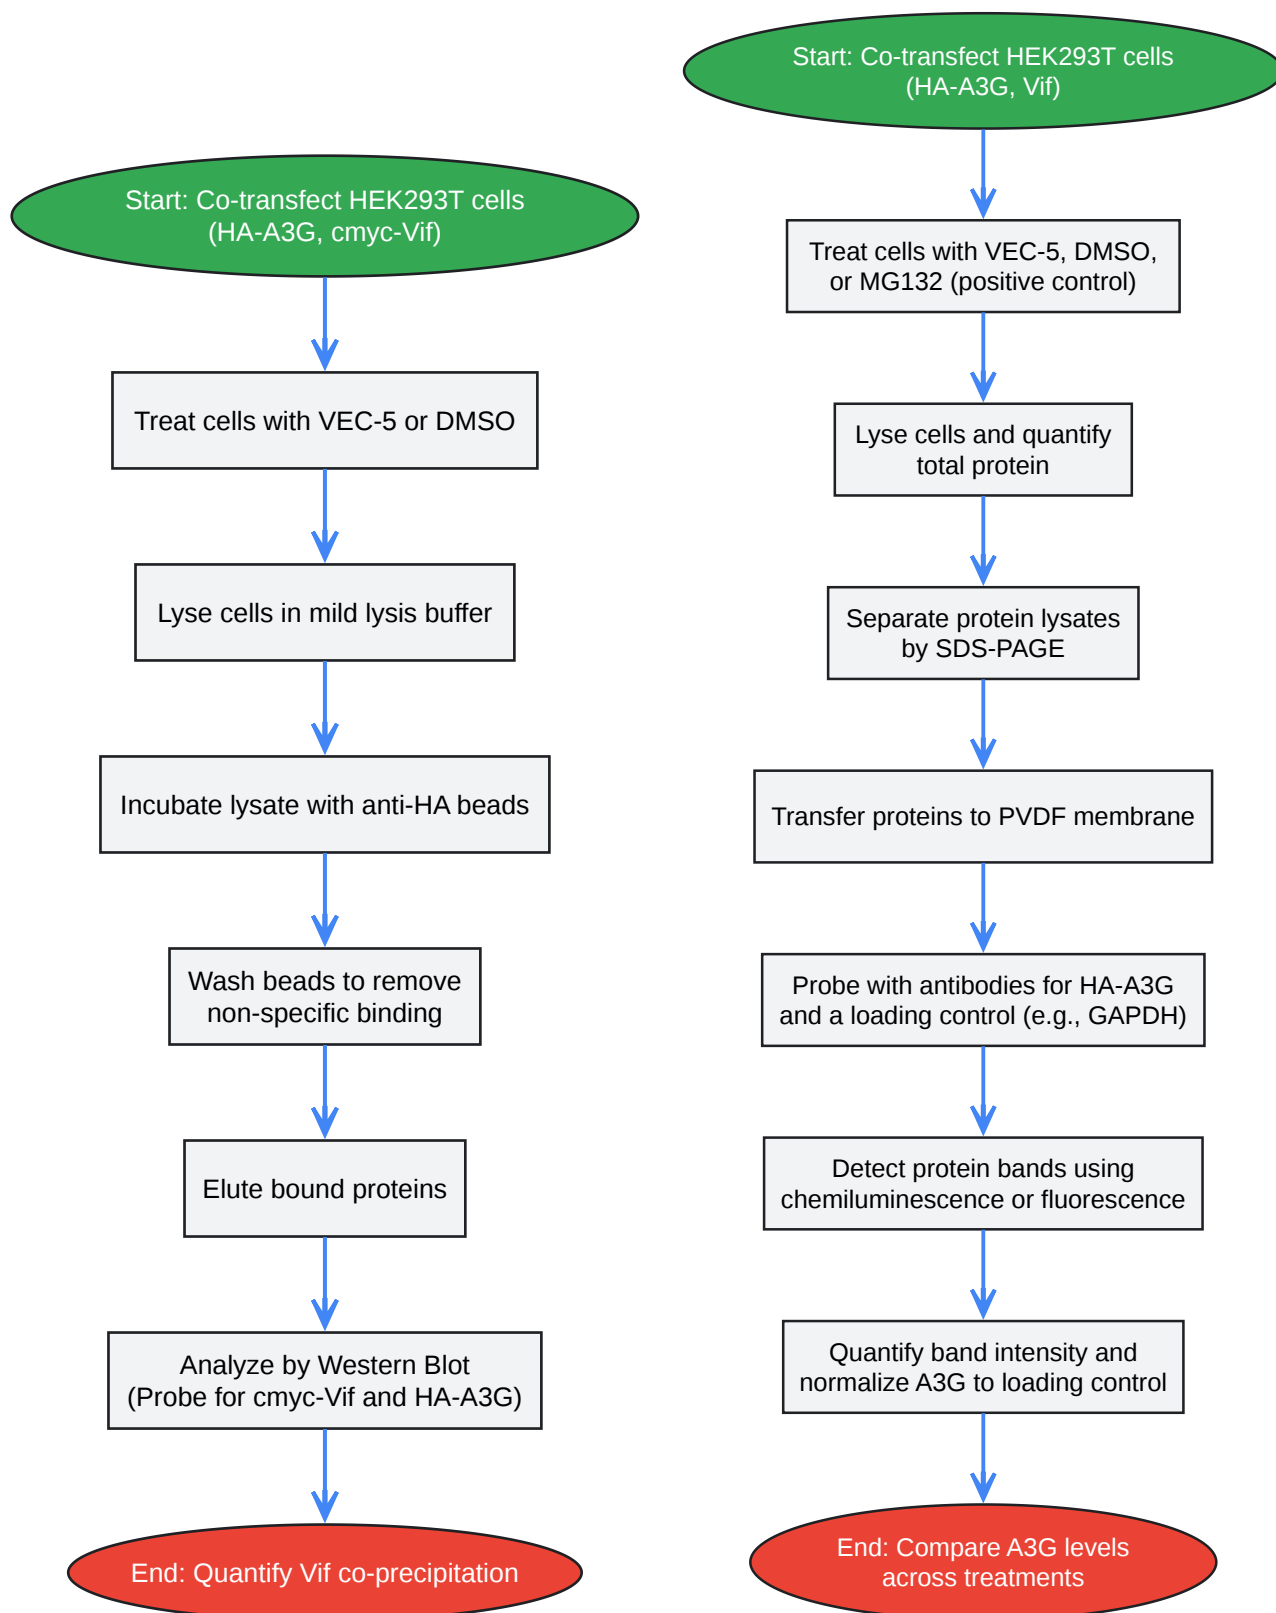 Start: Co-transfect HEK293T cells
(HA-A3G, cmyc-Vif)
Treat cells with VEC-5 or DMSO
Lyse cells in mild lysis buffer
Incubate lysate with anti-HA beads
Wash beads to remove
non-specific binding
Elute bound proteins
Analyze by Western Blot
(Probe for cmyc-Vif and HA-A3G)
End: Quantify Vif co-precipitation
Start: Co-transfect HEK293T cells
(HA-A3G, Vif)
Treat cells with VEC-5, DMSO,
or MG132 (positive control)
Lyse cells and quantify
total protein
Separate protein lysates
by SDS-PAGE
Transfer proteins to PVDF membrane
Probe with antibodies for HA-A3G
and a loading control (e.g., GAPDH)
Detect protein bands using
chemiluminescence or fluorescence
Quantify band intensity and
normalize A3G to loading control
End: Compare A3G levels
across treatments